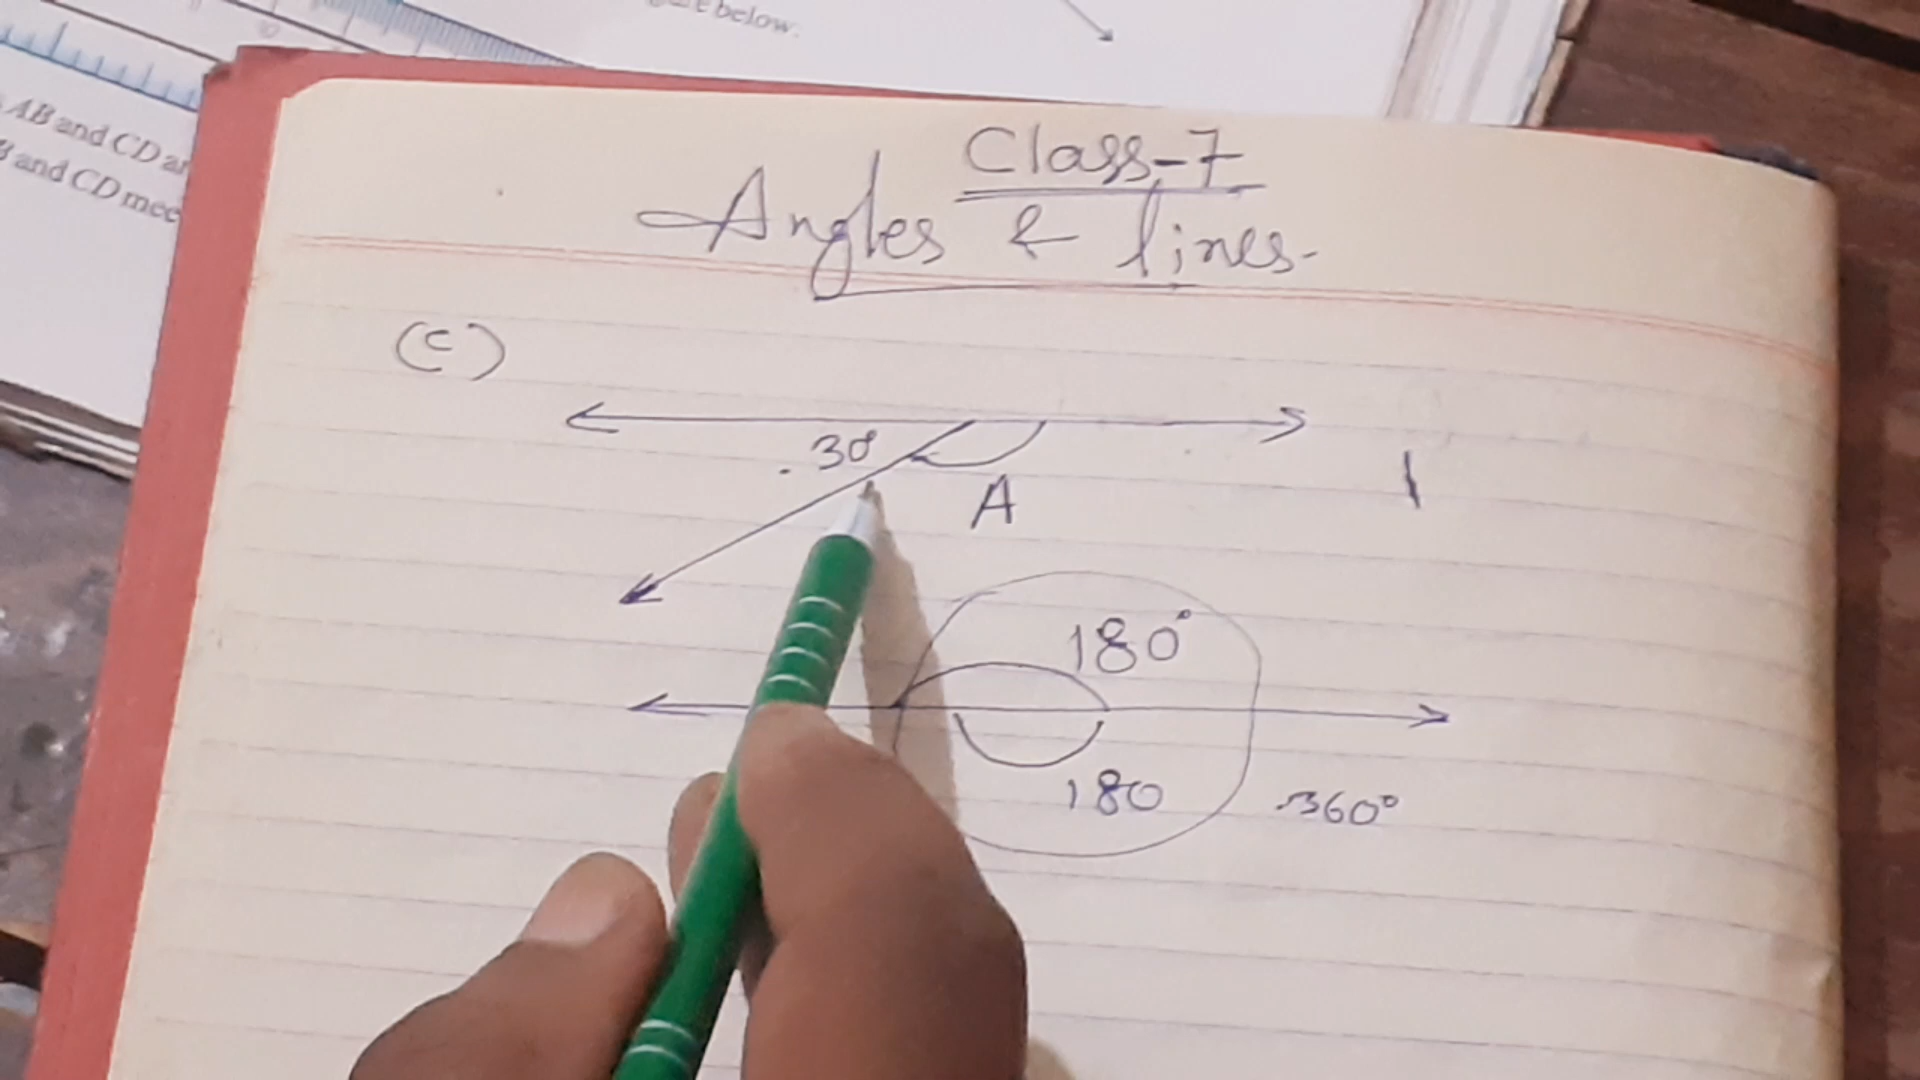 below:
AB and CD
and CD mee
Class-7
Angles & lines.
(c)
30°
A
180°
180
360°